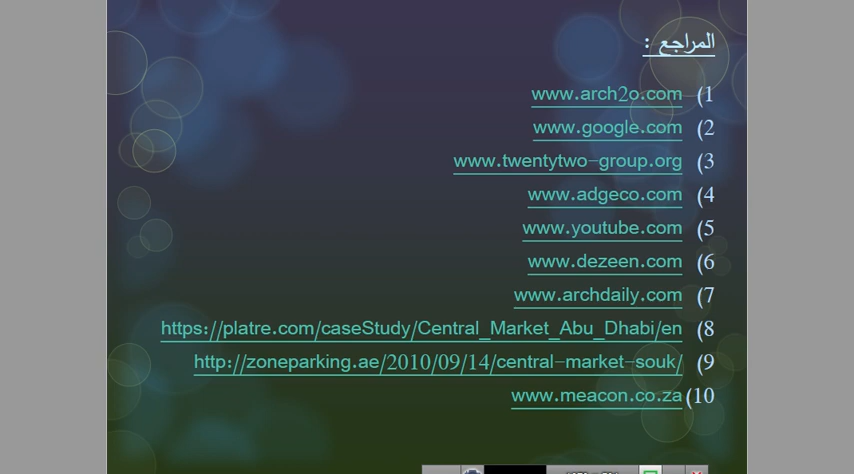 المراجع :
1) www.arch2o.com
2) www.google.com
3) www.twentytwo-group.org
4) www.adgeco.com
5) www.youtube.com
6) www.dezeen.com
7) www.archdaily.com
8) https://platre.com/caseStudy/Central_Market_Abu_Dhabi/en
9) http://zoneparking.ae/2010/09/14/central-market-souk/
10) www.meacon.co.za